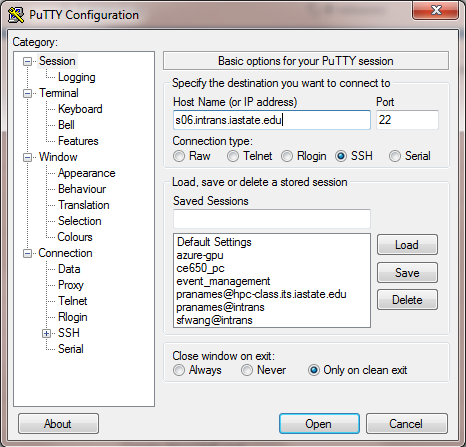 PuTTY Configuration
Category:
Session
Logging
Terminal
Keyboard
Bell
Features
Window
Appearance
Behaviour
Translation
Selection
Colours
Connection
Data
Proxy
Telnet
Rlogin
SSH
Serial
Basic options for your PuTTY session
Specify the destination you want to connect to
Host Name (or IP address) Port
s06.intrans.iastate.edu 22
Connection type:
Raw Telnet Rlogin SSH Serial
Load, save or delete a stored session
Saved Sessions
Default Settings
azure-gpu
ce650_pc
event_management
pranames@hpc-class.its.iastate.edu
pranames@intrans
sfwang@intrans
Load
Save
Delete
Close window on exit:
Always Never Only on clean exit
About Open Cancel